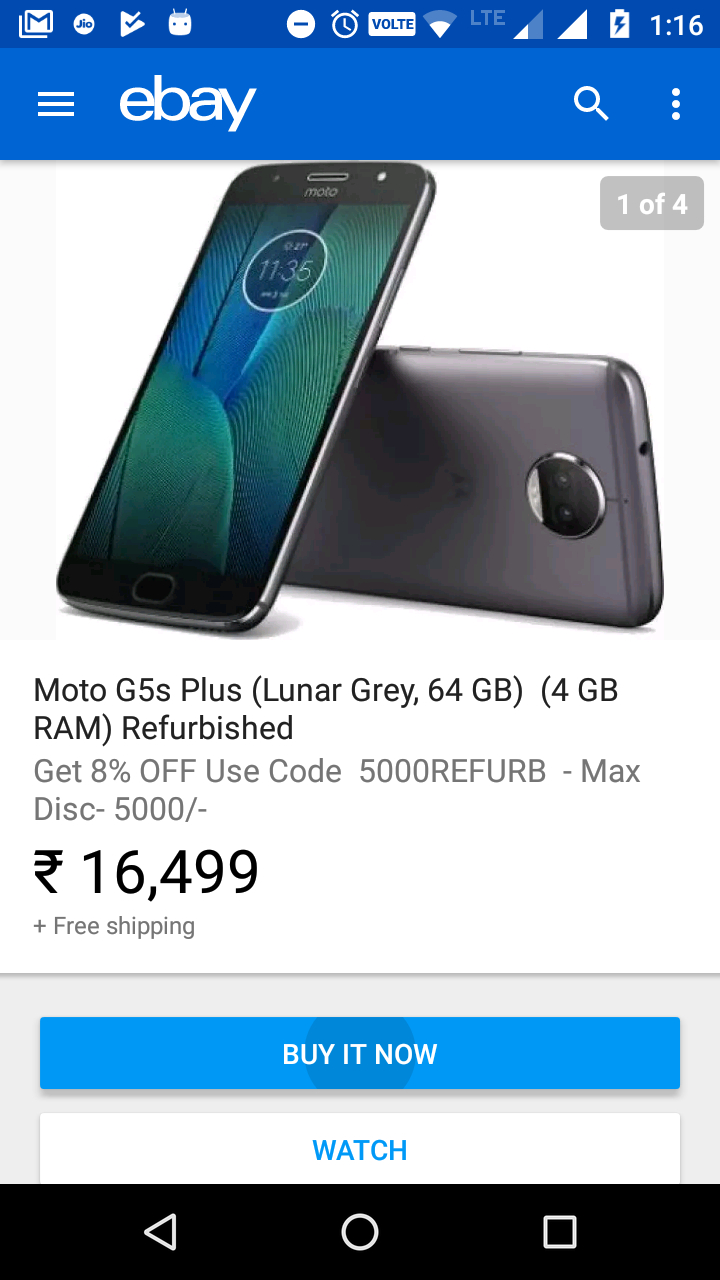 Jio VOLTE LTE 1:16
ebay
1 of 4
moto
11:35
Moto G5s Plus (Lunar Grey, 64 GB) (4 GB
RAM) Refurbished
Get 8% OFF Use Code 5000REFURB - Max
Disc- 5000/-
₹ 16,499
+ Free shipping
BUY IT NOW
WATCH